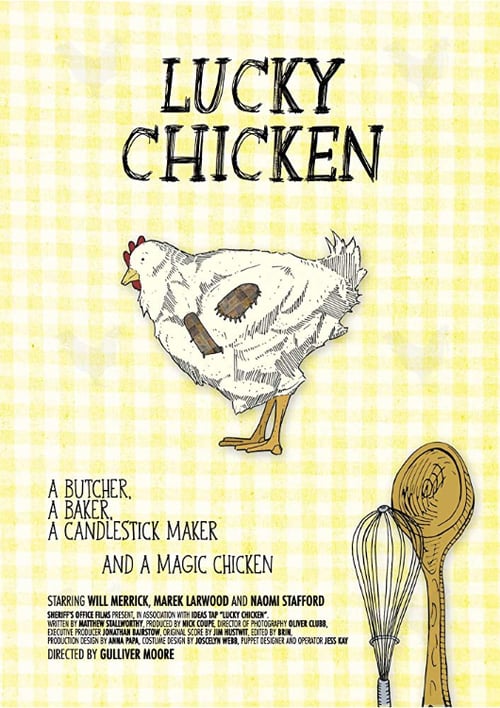 LUCKY
CHICKEN
A BUTCHER,
A BAKER,
A CANDLESTICK MAKER
AND A MAGIC CHICKEN
STARRING WILL MERRICK, MAREK LARWOOD AND NAOMI STAFFORD
SHERIFF'S OFFICE FILMS PRESENT, IN ASSOCIATION WITH IDEAS TAP "LUCKY CHICKEN".
WRITTEN BY MATTHEW STALLWORTHY, PRODUCED BY NICK COUPE, DIRECTOR OF PHOTOGRAPHY OLIVER CLUBB,
EXECUTIVE PRODUCER JONATHAN BAIRSTOW, ORIGINAL SCORE BY JIM HUSTWIT, EDITED BY BRIN,
PRODUCTION DESIGN BY ANNA PAPA, COSTUME DESIGN BY JOSCELYN WEBB, PUPPET DESIGNER AND OPERATOR JESS KAY
DIRECTED BY GULLIVER MOORE